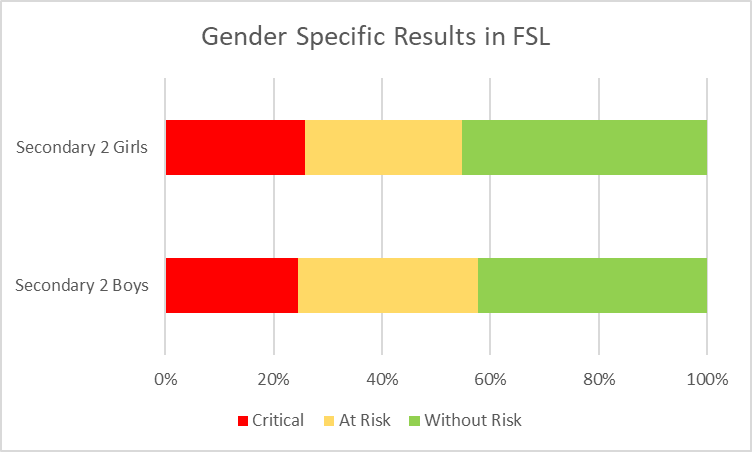 Gender Specific Results in FSL
Secondary 2 Girls
Secondary 2 Boys
0% 20% 40% 60% 80% 100%
Critical At Risk Without Risk